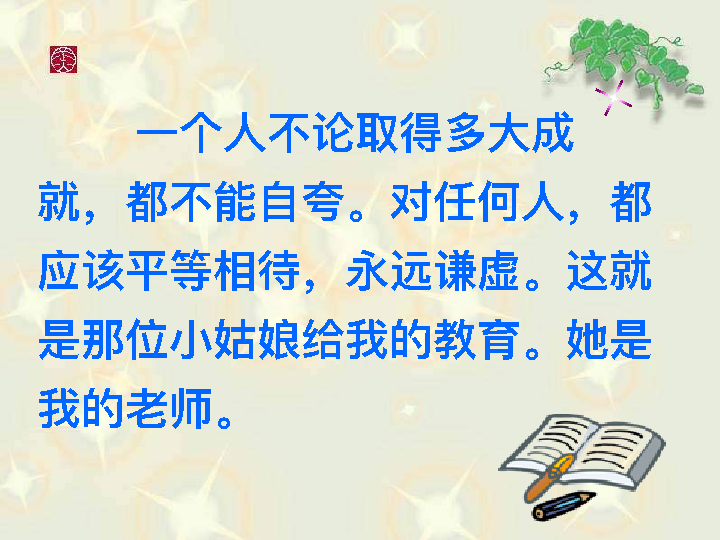 一个人不论取得多大成
就，都不能自夸。对任何人，都
应该平等相待，永远谦虚。这就
是那位小姑娘给我的教育。她是
我的老师。